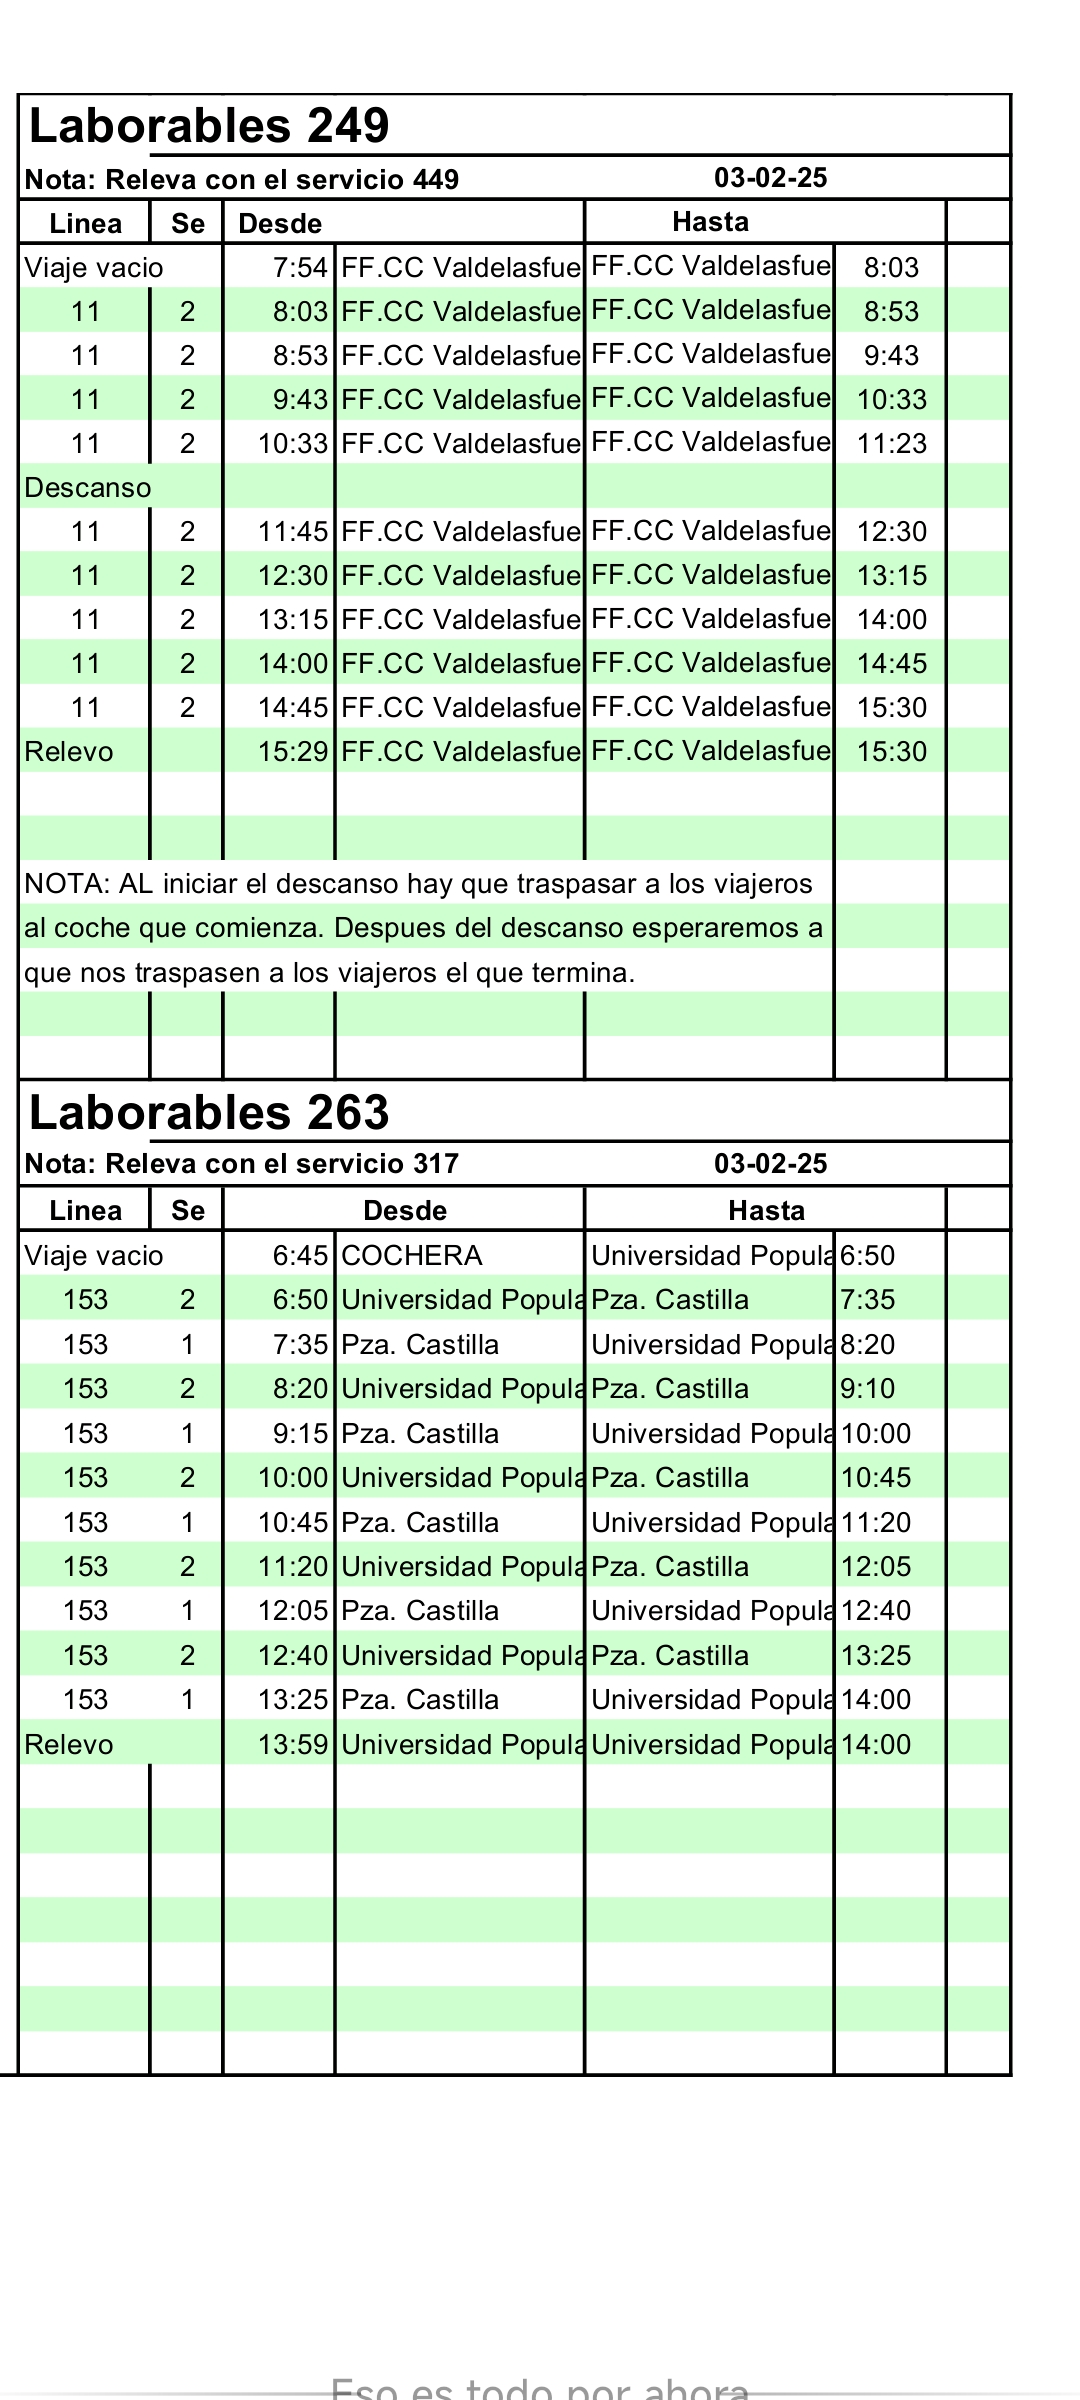 Laborables 249
Nota: Releva con el servicio 449 03-02-25
Linea Se Desde Hasta
Viaje vacio 7:54 FF.CC Valdelasfue FF.CC Valdelasfue 8:03
11 2 8:03 FF.CC Valdelasfue FF.CC Valdelasfue 8:53
11 2 8:53 FF.CC Valdelasfue FF.CC Valdelasfue 9:43
11 2 9:43 FF.CC Valdelasfue FF.CC Valdelasfue 10:33
11 2 10:33 FF.CC Valdelasfue FF.CC Valdelasfue 11:23
Descanso
11 2 11:45 FF.CC Valdelasfue FF.CC Valdelasfue 12:30
11 2 12:30 FF.CC Valdelasfue FF.CC Valdelasfue 13:15
11 2 13:15 FF.CC Valdelasfue FF.CC Valdelasfue 14:00
11 2 14:00 FF.CC Valdelasfue FF.CC Valdelasfue 14:45
11 2 14:45 FF.CC Valdelasfue FF.CC Valdelasfue 15:30
Relevo 15:29 FF.CC Valdelasfue FF.CC Valdelasfue 15:30
NOTA: AL iniciar el descanso hay que traspasar a los viajeros
al coche que comienza. Despues del descanso esperaremos a
que nos traspasen a los viajeros el que termina.
Laborables 263
Nota: Releva con el servicio 317 03-02-25
Linea Se Desde Hasta
Viaje vacio 6:45 COCHERA Universidad Popula 6:50
153 2 6:50 Universidad Popula Pza. Castilla 7:35
153 1 7:35 Pza. Castilla Universidad Popula 8:20
153 2 8:20 Universidad Popula Pza. Castilla 9:10
153 1 9:15 Pza. Castilla Universidad Popula 10:00
153 2 10:00 Universidad Popula Pza. Castilla 10:45
153 1 10:45 Pza. Castilla Universidad Popula 11:20
153 2 11:20 Universidad Popula Pza. Castilla 12:05
153 1 12:05 Pza. Castilla Universidad Popula 12:40
153 2 12:40 Universidad Popula Pza. Castilla 13:25
153 1 13:25 Pza. Castilla Universidad Popula 14:00
Relevo 13:59 Universidad Popula Universidad Popula 14:00
Eso es todo por ahora